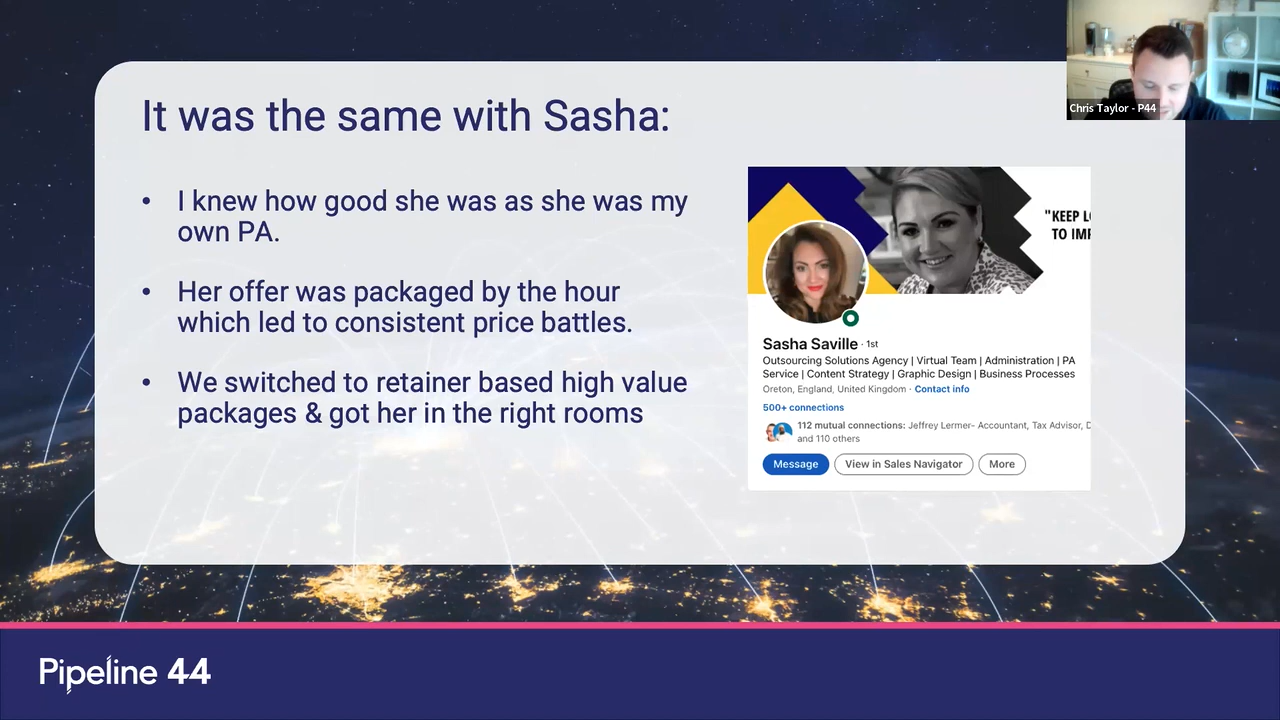 Chris Taylor - P44
It was the same with Sasha:
• I knew how good she was as she was my
own PA.
• Her offer was packaged by the hour
which led to consistent price battles.
• We switched to retainer based high value
packages & got her in the right rooms
"KEEP
TO
Sasha Saville · 1st
Outsourcing Solutions Agency | Virtual Team | Administration | PA
Service | Content Strategy | Graphic Design | Business Processes
Oreton, England, United Kingdom · Contact info
500+ connections
112 mutual connections: Jeffrey Lermer- Accountant, Tax Advisor,
and 110 others
Message
View in Sales Navigator
More
Pipeline 44